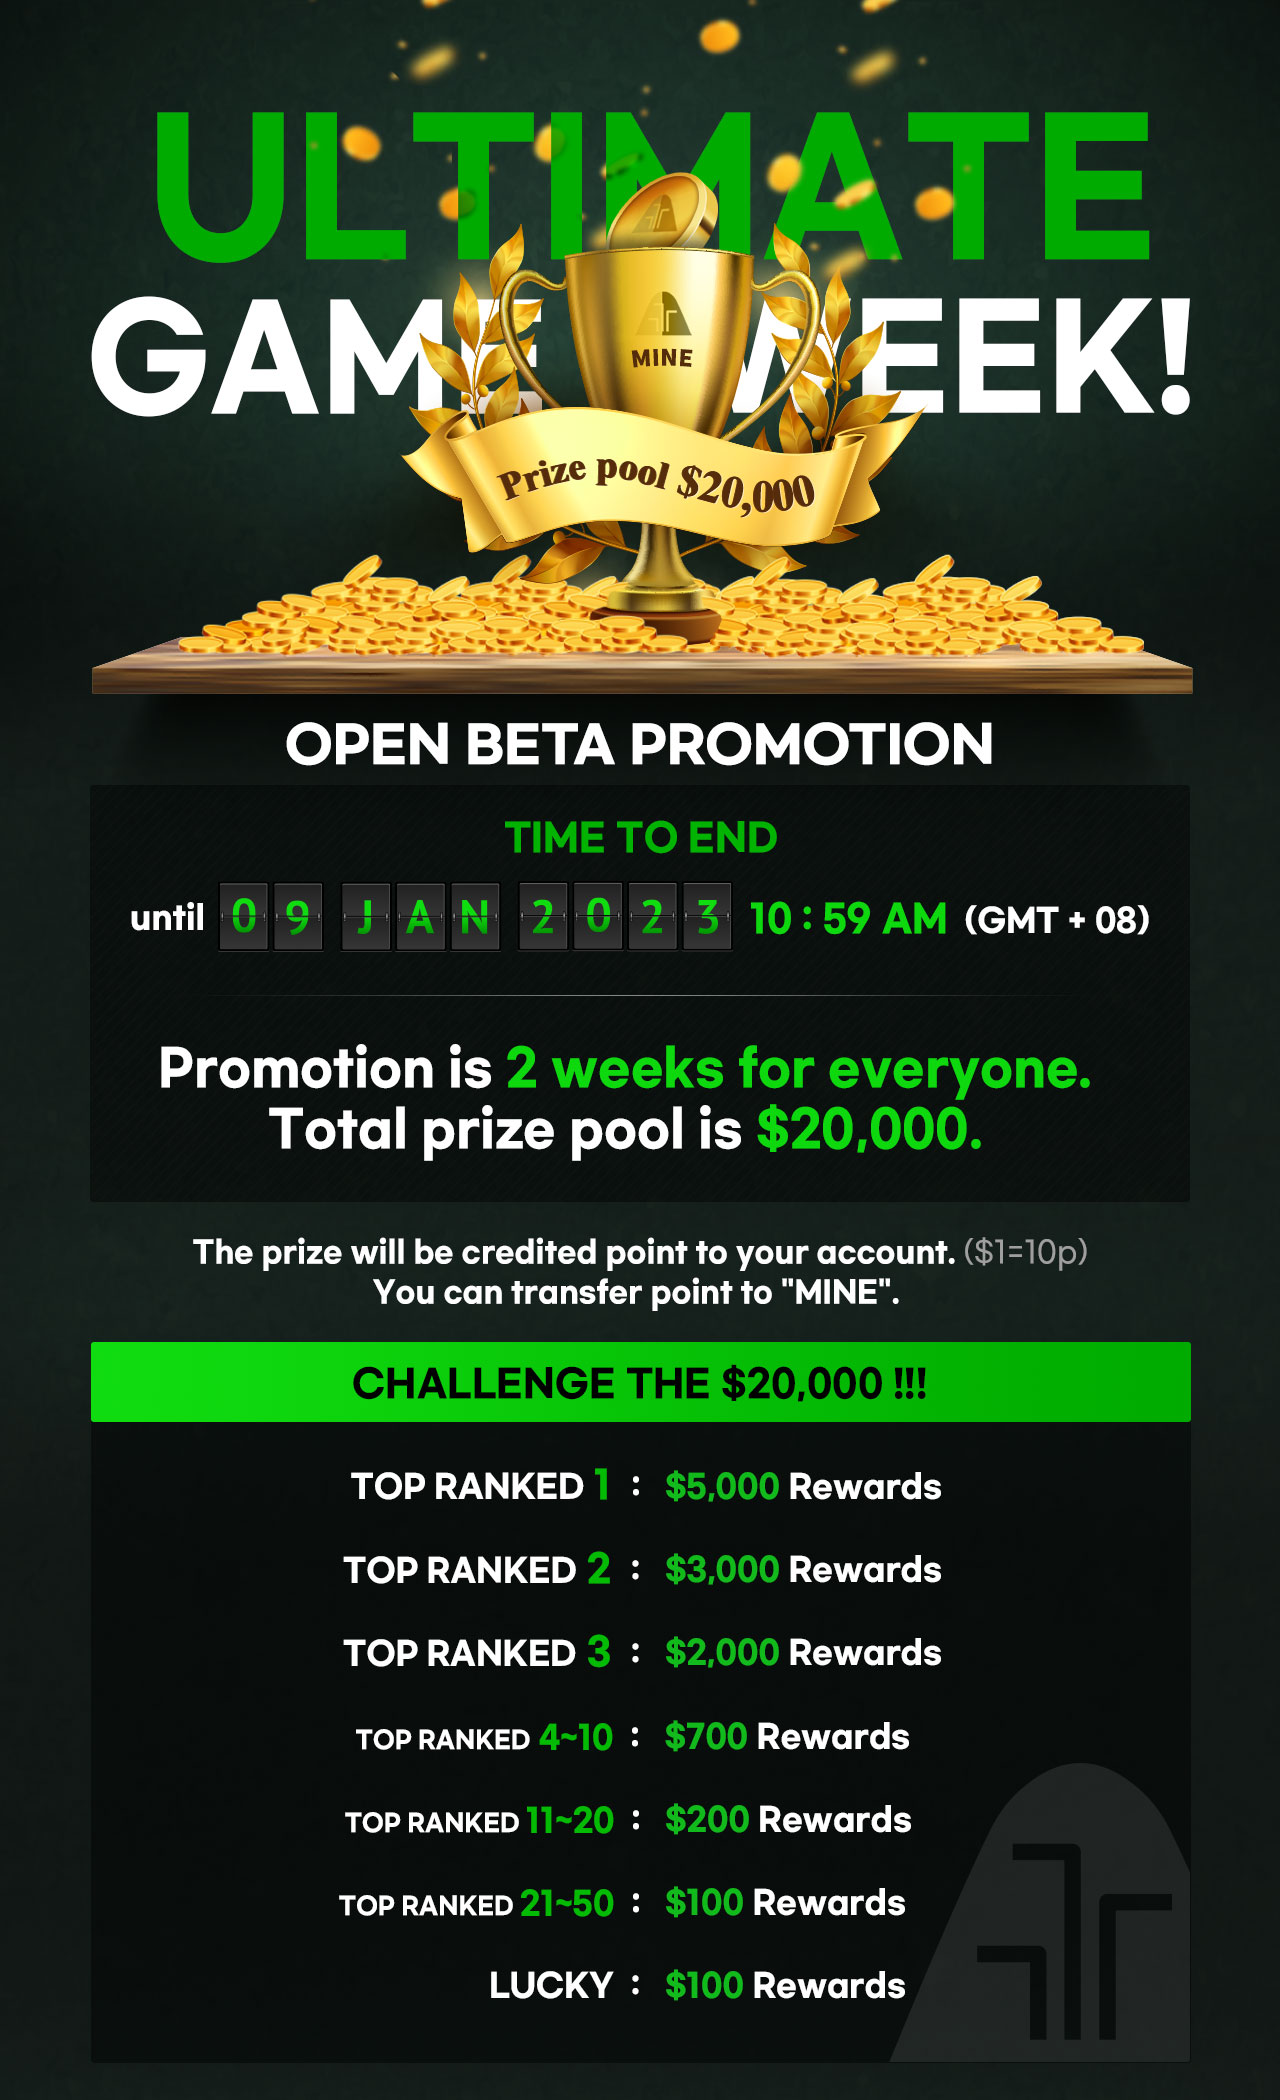 ULTIMATE
GAME WEEK!
MINE
Prize pool $20,000
OPEN BETA PROMOTION
TIME TO END
until 09 JAN 2023 10 : 59 AM (GMT + 08)
Promotion is 2 weeks for everyone.
Total prize pool is $20,000.
The prize will be credited point to your account. ($1=10p)
You can transfer point to "MINE".
CHALLENGE THE $20,000 !!!
TOP RANKED 1 : $5,000 Rewards
TOP RANKED 2 : $3,000 Rewards
TOP RANKED 3 : $2,000 Rewards
TOP RANKED 4~10 : $700 Rewards
TOP RANKED 11~20 : $200 Rewards
TOP RANKED 21~50 : $100 Rewards
LUCKY : $100 Rewards